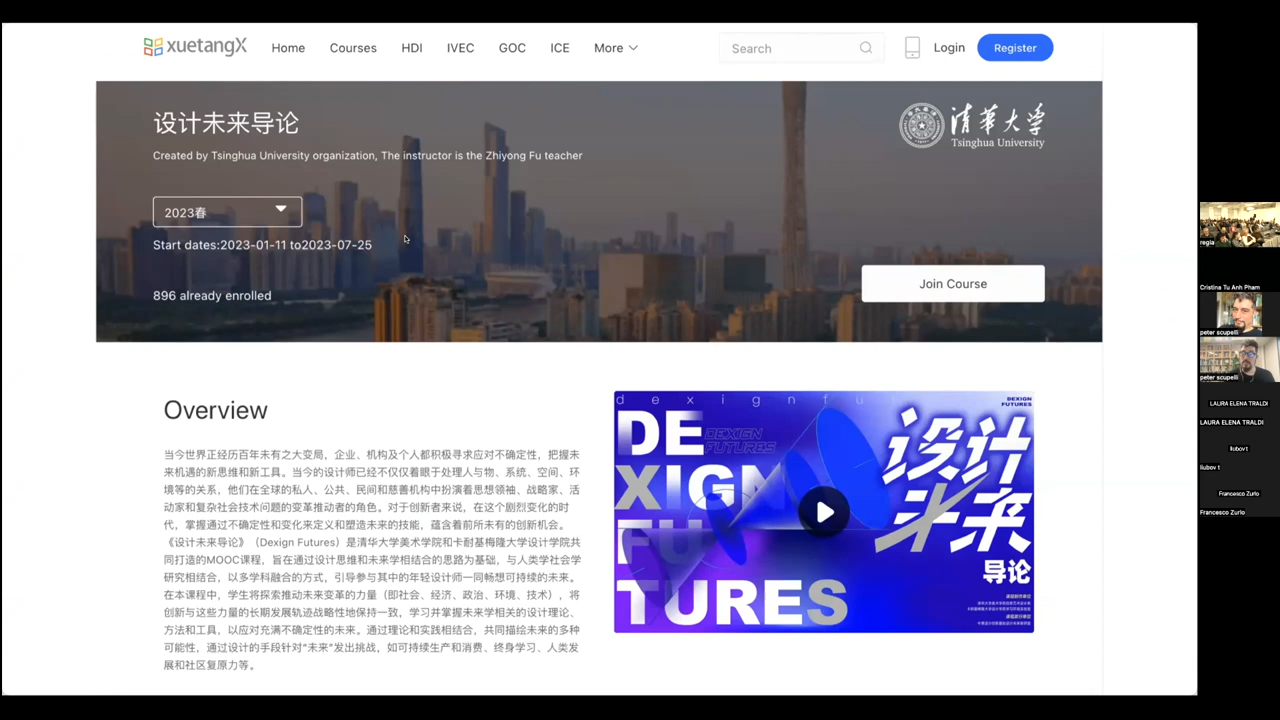 xuetangX Home Courses HDI IVEC GOC ICE More Search Login Register
设计未来导论
清华大学
Tsinghua University
Created by Tsinghua University organization, The instructor is the Zhiyong Fu teacher
2023春
Start dates:2023-01-11 to2023-07-25
896 already enrolled
Join Course
Overview
当今世界正经历百年未有之大变局，企业、机构及个人都积极寻求应对不确定性，把握未
来机遇的新思维和新工具。当今的设计师已经不仅仅着眼于处理人与物、系统、空间、环
境等的关系，他们在全球的私人、公共、民间和慈善机构中扮演着思想领袖、战略家、活
动家和复杂社会技术问题的变革推动者的角色。对于创新者来说，在这个剧烈变化的时
代，掌握通过不确定性和变化来定义和塑造未来的技能，蕴含着前所未有的创新机会。
《设计未来导论》（Dexign Futures）是清华大学美术学院和卡耐基梅隆大学设计学院共
同打造的MOOC课程，旨在通过设计思维和未来学相结合的思路为基础，与人类学社会学
研究相结合，以多学科融合的方式，引导参与其中的年轻设计师一同畅想可持续的未来。
在本课程中，学生将探索推动未来变革的力量（即社会、经济、政治、环境、技术），将
创新与这些力量的长期发展轨迹战略性地保持一致，学习并掌握未来学相关的设计理论、
方法和工具，以应对充满不确定性的未来。通过理论和实践相结合，共同描绘未来的多种
可能性，通过设计的手段针对“未来”发出挑战，如可持续生产和消费、终身学习、人类发
展和社区复原力等。
dexignfu
DEXIGN
FUTURES
DE
DEXIGN
FUTURES
XIGN
FU
TURES
设计
未来
导论
regia
Cristina Tu Anh Pham
peter scupelli
peter scupelli
LAURA ELENA TRALDI
LAURA ELENA TRALDI
liubov t
liubov t
Francesco Zurlo
Francesco Zurlo